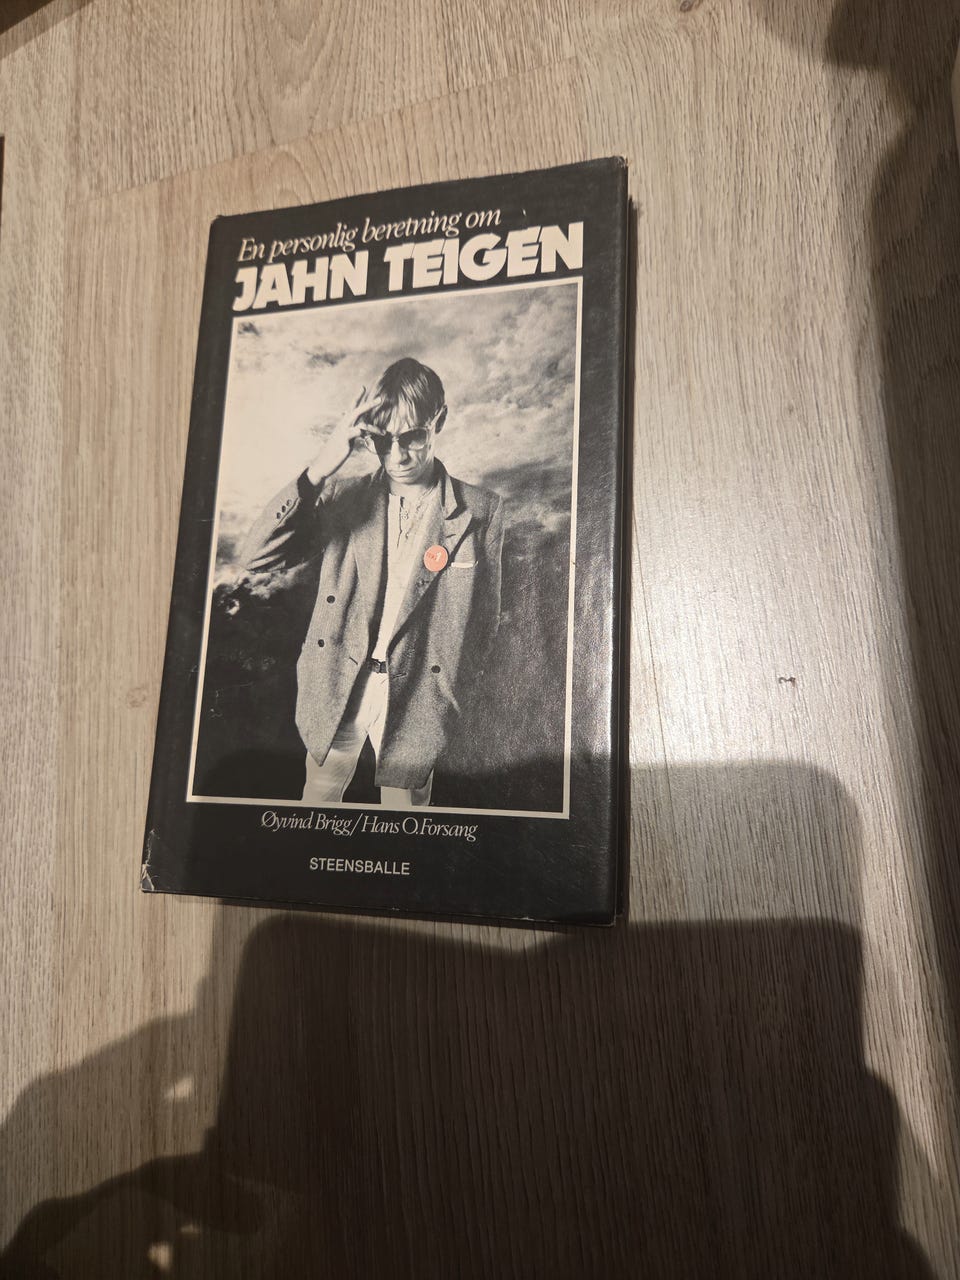 En personlig beretning om
JAHN TEIGEN
Øyvind Brigg/Hans O. Forsang
STEENSBALLE